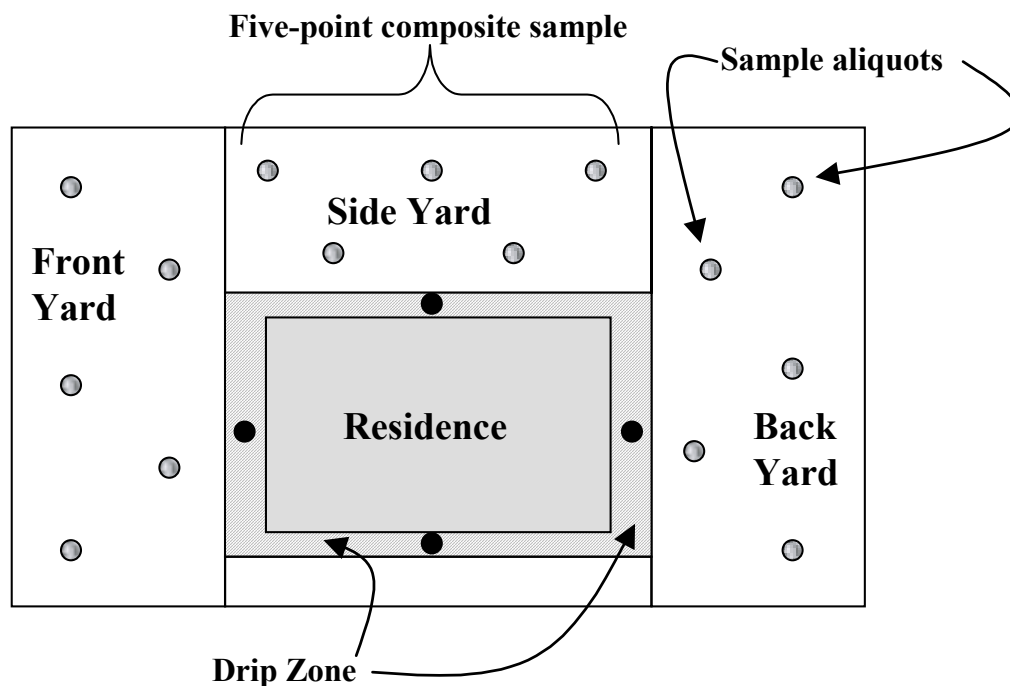 Five-point composite sample
Sample aliquots
Side Yard
Front
Yard
Residence
Back
Yard
Drip Zone